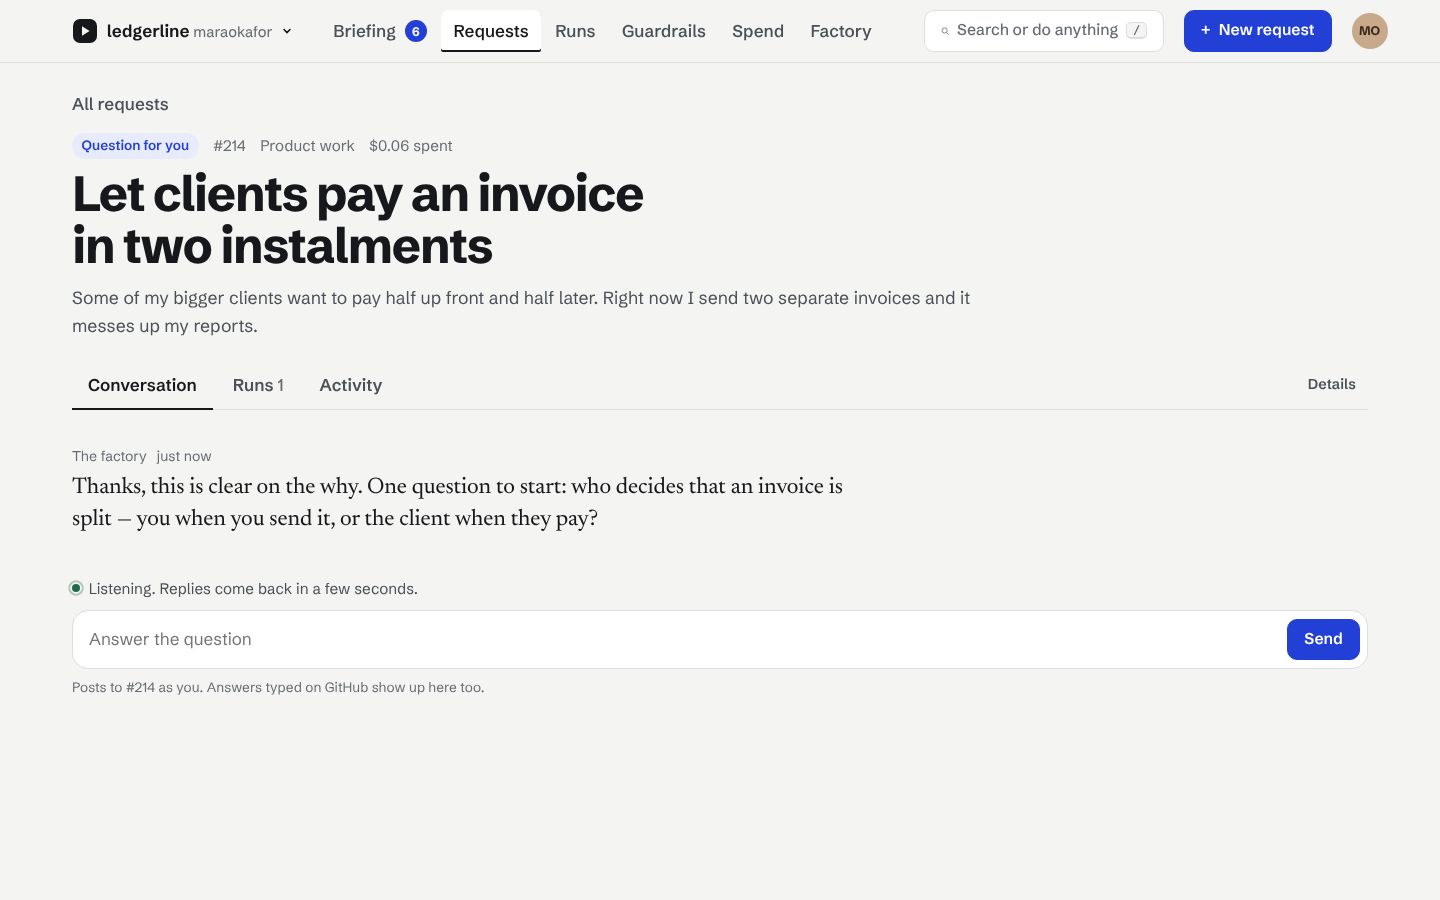 ledgerline maraokafor
Briefing 6
Requests
Runs
Guardrails
Spend
Factory
Search or do anything /
+ New request
MO
All requests
Question for you #214 Product work $0.06 spent
Let clients pay an invoice
in two instalments
Some of my bigger clients want to pay half up front and half later. Right now I send two separate invoices and it
messes up my reports.
Conversation
Runs 1
Activity
Details
The factory just now
Thanks, this is clear on the why. One question to start: who decides that an invoice is
split — you when you send it, or the client when they pay?
Listening. Replies come back in a few seconds.
Answer the question
Send
Posts to #214 as you. Answers typed on GitHub show up here too.